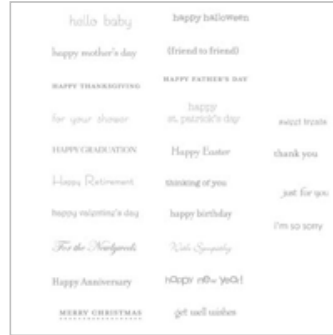 hello baby
happy halloween
happy mother's day
{friend to friend}
HAPPY THANKSGIVING
HAPPY FATHER'S DAY
for your shower
happy
st. patrick's day
sweet treats
HAPPY GRADUATION
Happy Easter
thank you
Happy Retirement
thinking of you
just for you
happy valentine's day
happy birthday
I'm so sorry
For the Newlyweds
With Sympathy
Happy Anniversary
happy new year!
MERRY CHRISTMAS
get well wishes